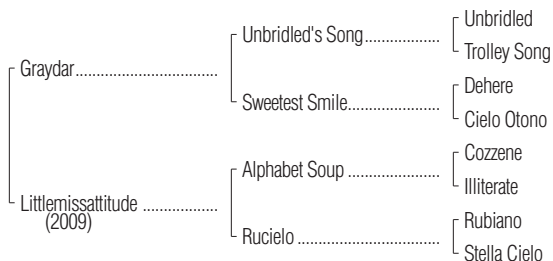 Unbridled
Unbridled's Song
Trolley Song
Graydar
Dehere
Sweetest Smile
Cielo Otono
Cozzene
Alphabet Soup
Illiterate
Littlemissattitude
(2009)
Rubiano
Rucielo
Stella Cielo